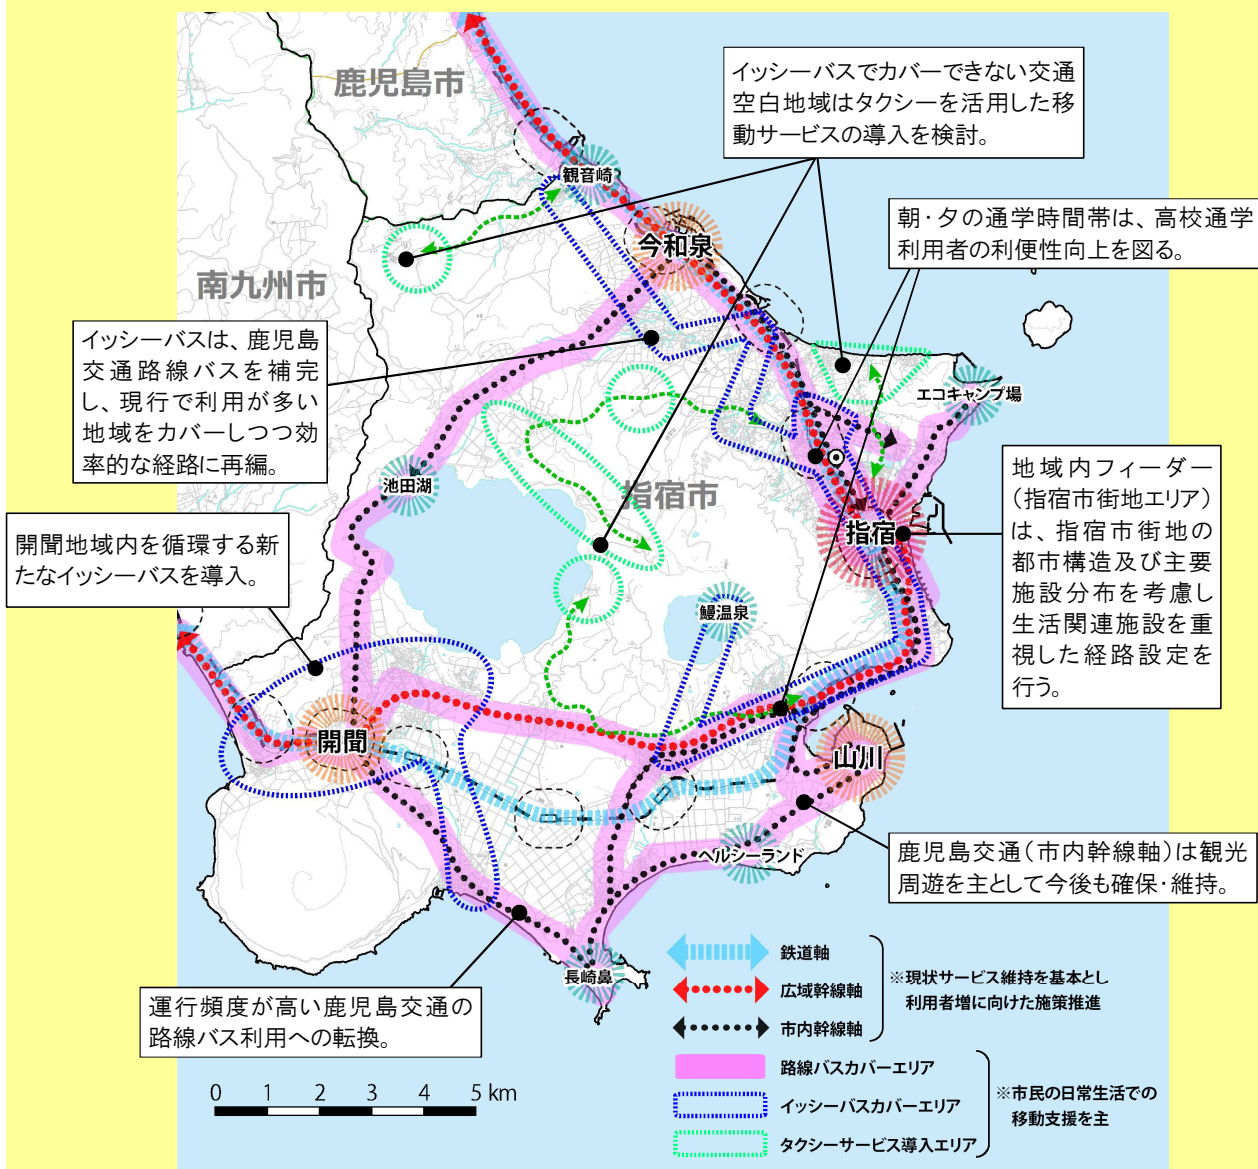 鹿児島市
イッシーバスでカバーできない交通
空白地域はタクシーを活用した移
動サービスの導入を検討。
観音崎
朝・夕の通学時間帯は、高校通学
利用者の利便性向上を図る。
今和泉
南九州市
イッシーバスは、鹿児島
交通路線バスを補完
し、現行で利用が多い
地域をカバーしつつ効
率的な経路に再編。
エコキャンプ場
池田湖
指宿市
地域内フィーダー
（指宿市街地エリア）
は、指宿市街地の
都市構造及び主要
施設分布を考慮し
生活関連施設を重
視した経路設定を
行う。
指宿
開聞地域内を循環する新
たなイッシーバスを導入。
鰻温泉
開聞
山川
ヘルシーランド
鹿児島交通（市内幹線軸）は観光
周遊を主として今後も確保・維持。
長崎鼻
運行頻度が高い鹿児島交通の
路線バス利用への転換。
鉄道軸
広域幹線軸
市内幹線軸
※現状サービス維持を基本とし
利用者増に向けた施策推進
路線バスカバーエリア
イッシーバスカバーエリア
タクシーサービス導入エリア
※市民の日常生活での
移動支援を主
0 1 2 3 4 5 km